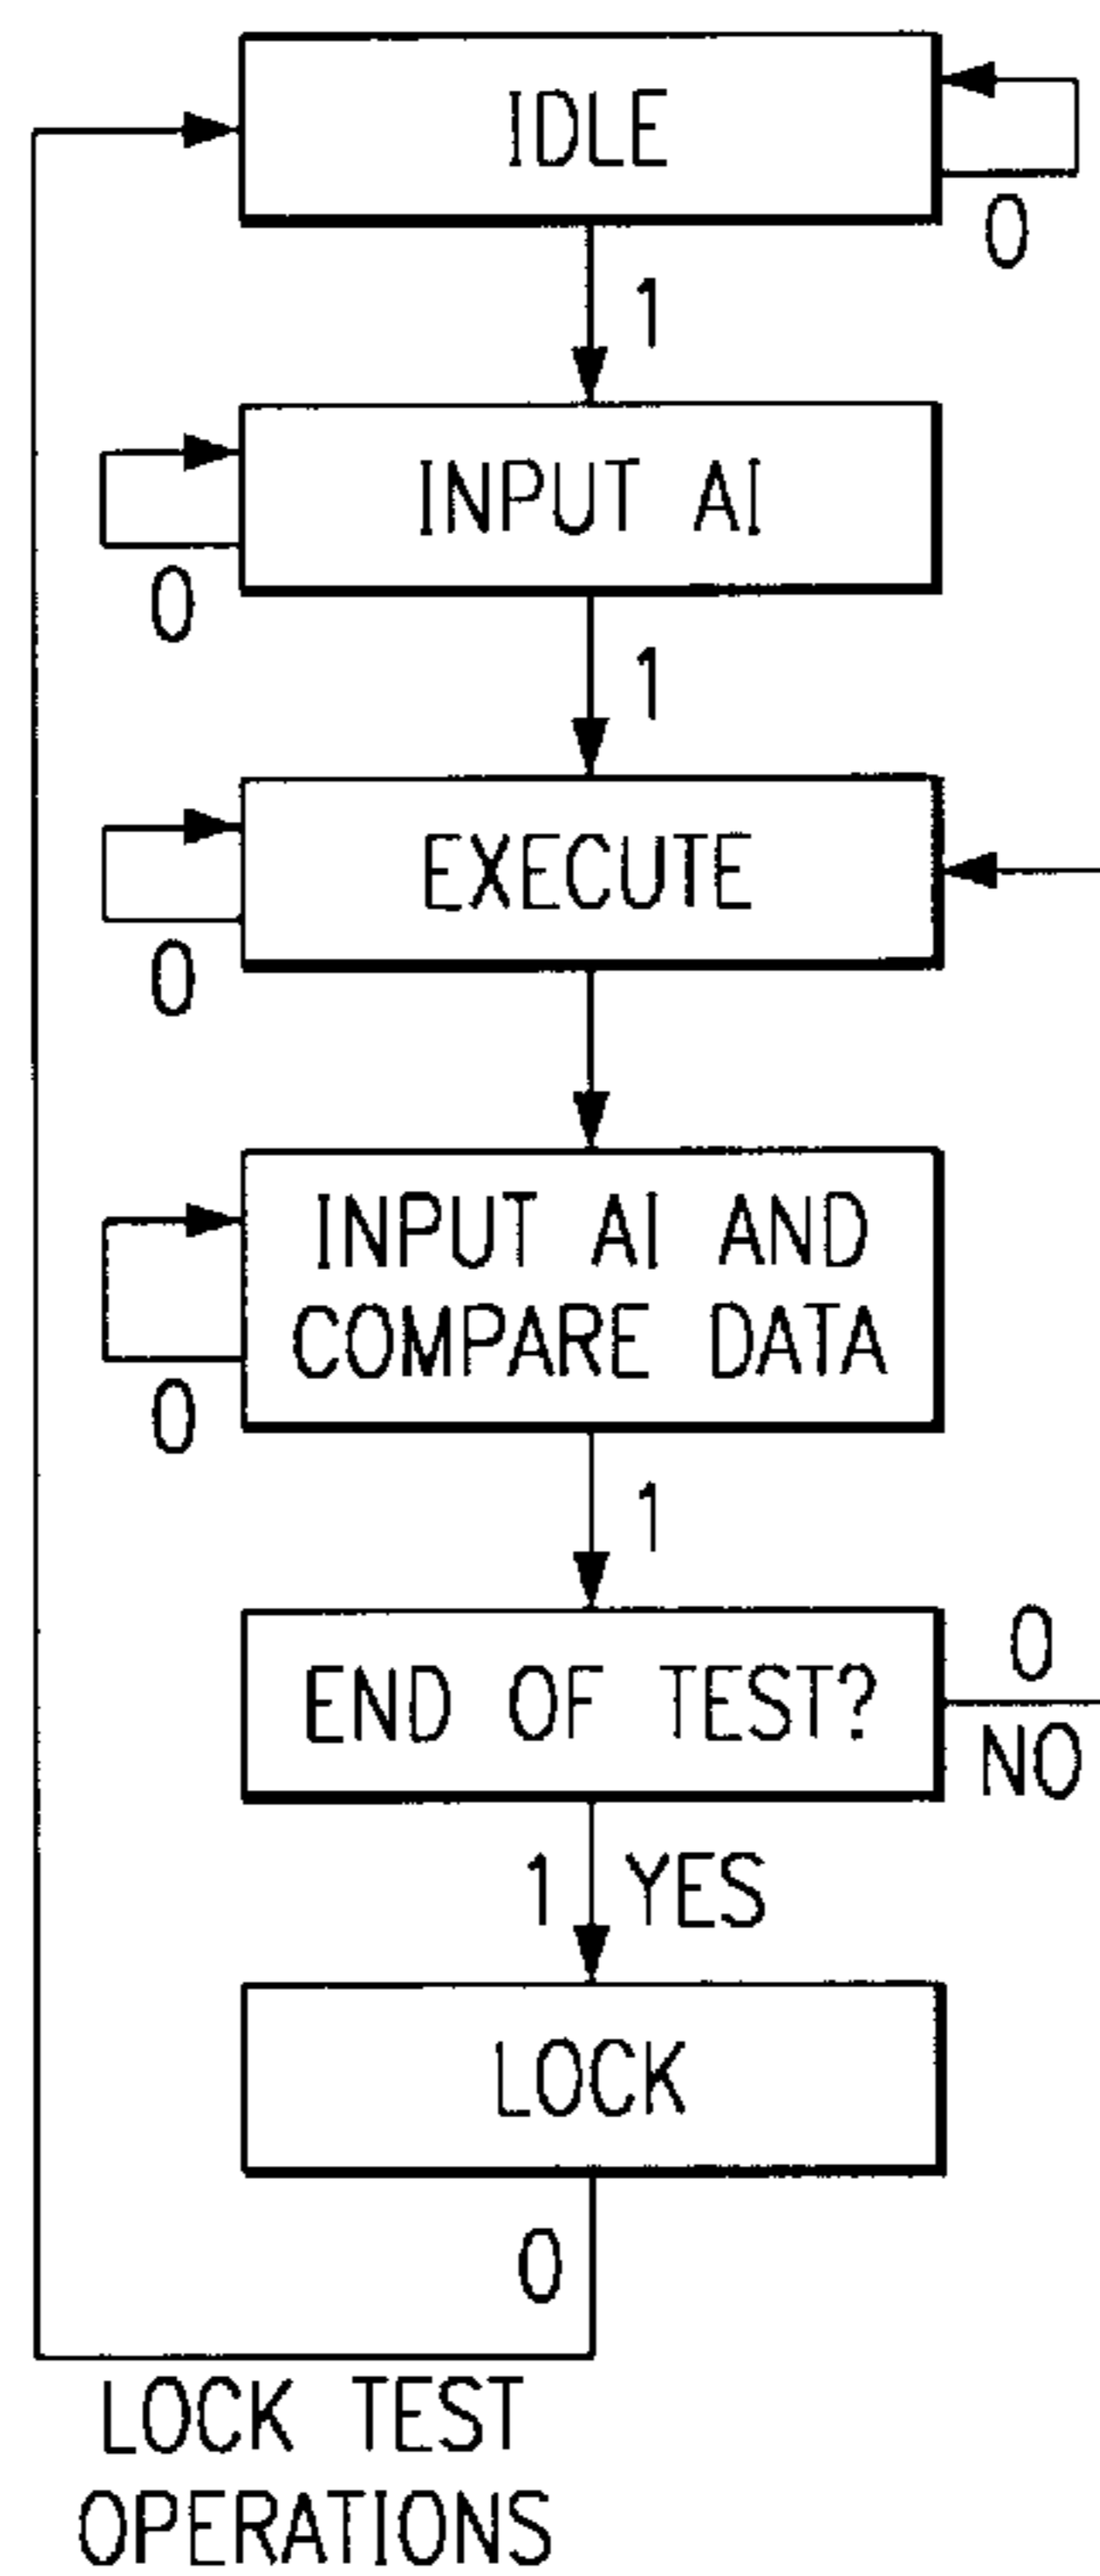 IDLE
0
1
INPUT AI
0
1
EXECUTE
0
INPUT AI AND
COMPARE DATA
0
1
END OF TEST?
0
NO
1 YES
LOCK
0
LOCK TEST
OPERATIONS